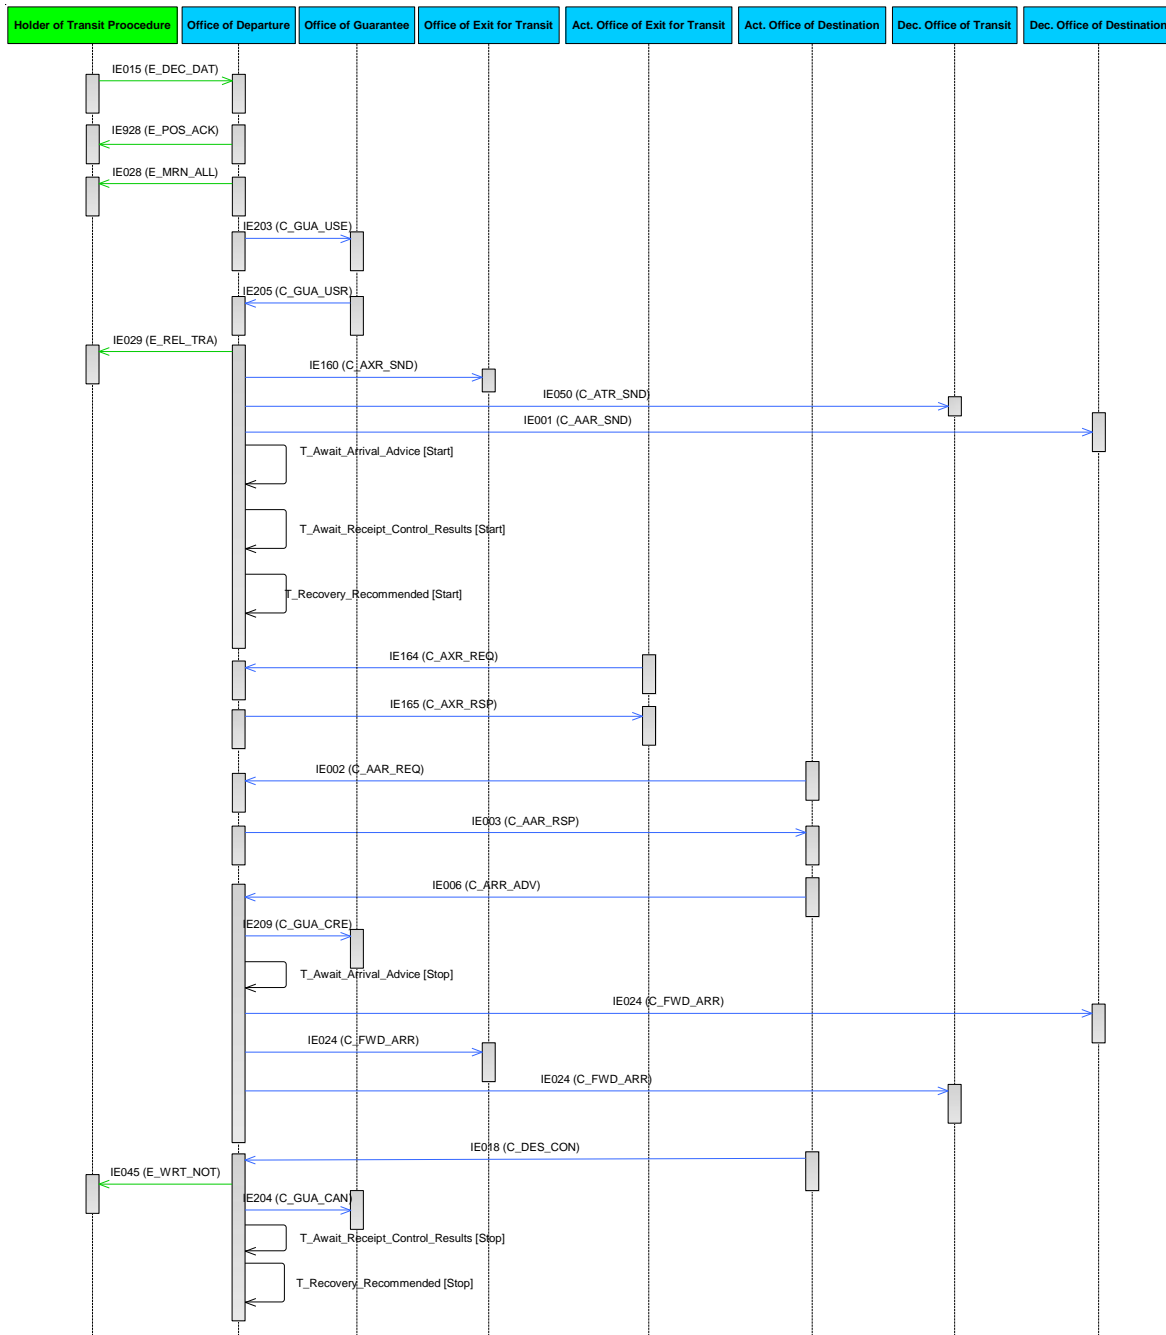 Holder of Transit Proocedure
Office of Departure
Office of Guarantee
Office of Exit for Transit
Act. Office of Exit for Transit
Act. Office of Destination
Dec. Office of Transit
Dec. Office of Destination
IE015 (E_DEC_DAT)
IE928 (E_POS_ACK)
IE028 (E_MRN_ALL)
IE203 (C_GUA_USE)
IE205 (C_GUA_USR)
IE029 (E_REL_TRA)
IE160 (C_AXR_SND)
IE050 (C_ATR_SND)
IE001 (C_AAR_SND)
T_Await_Arrival_Advice [Start]
T_Await_Receipt_Control_Results [Start]
T_Recovery_Recommended [Start]
IE164 (C_AXR_REQ)
IE165 (C_AXR_RSP)
IE002 (C_AAR_REQ)
IE003 (C_AAR_RSP)
IE006 (C_ARR_ADV)
IE209 (C_GUA_CRE)
T_Await_Arrival_Advice [Stop]
IE024 (C_FWD_ARR)
IE024 (C_FWD_ARR)
IE024 (C_FWD_ARR)
IE018 (C_DES_CON)
IE045 (E_WRT_NOT)
IE204 (C_GUA_CAN)
T_Await_Receipt_Control_Results [Stop]
T_Recovery_Recommended [Stop]